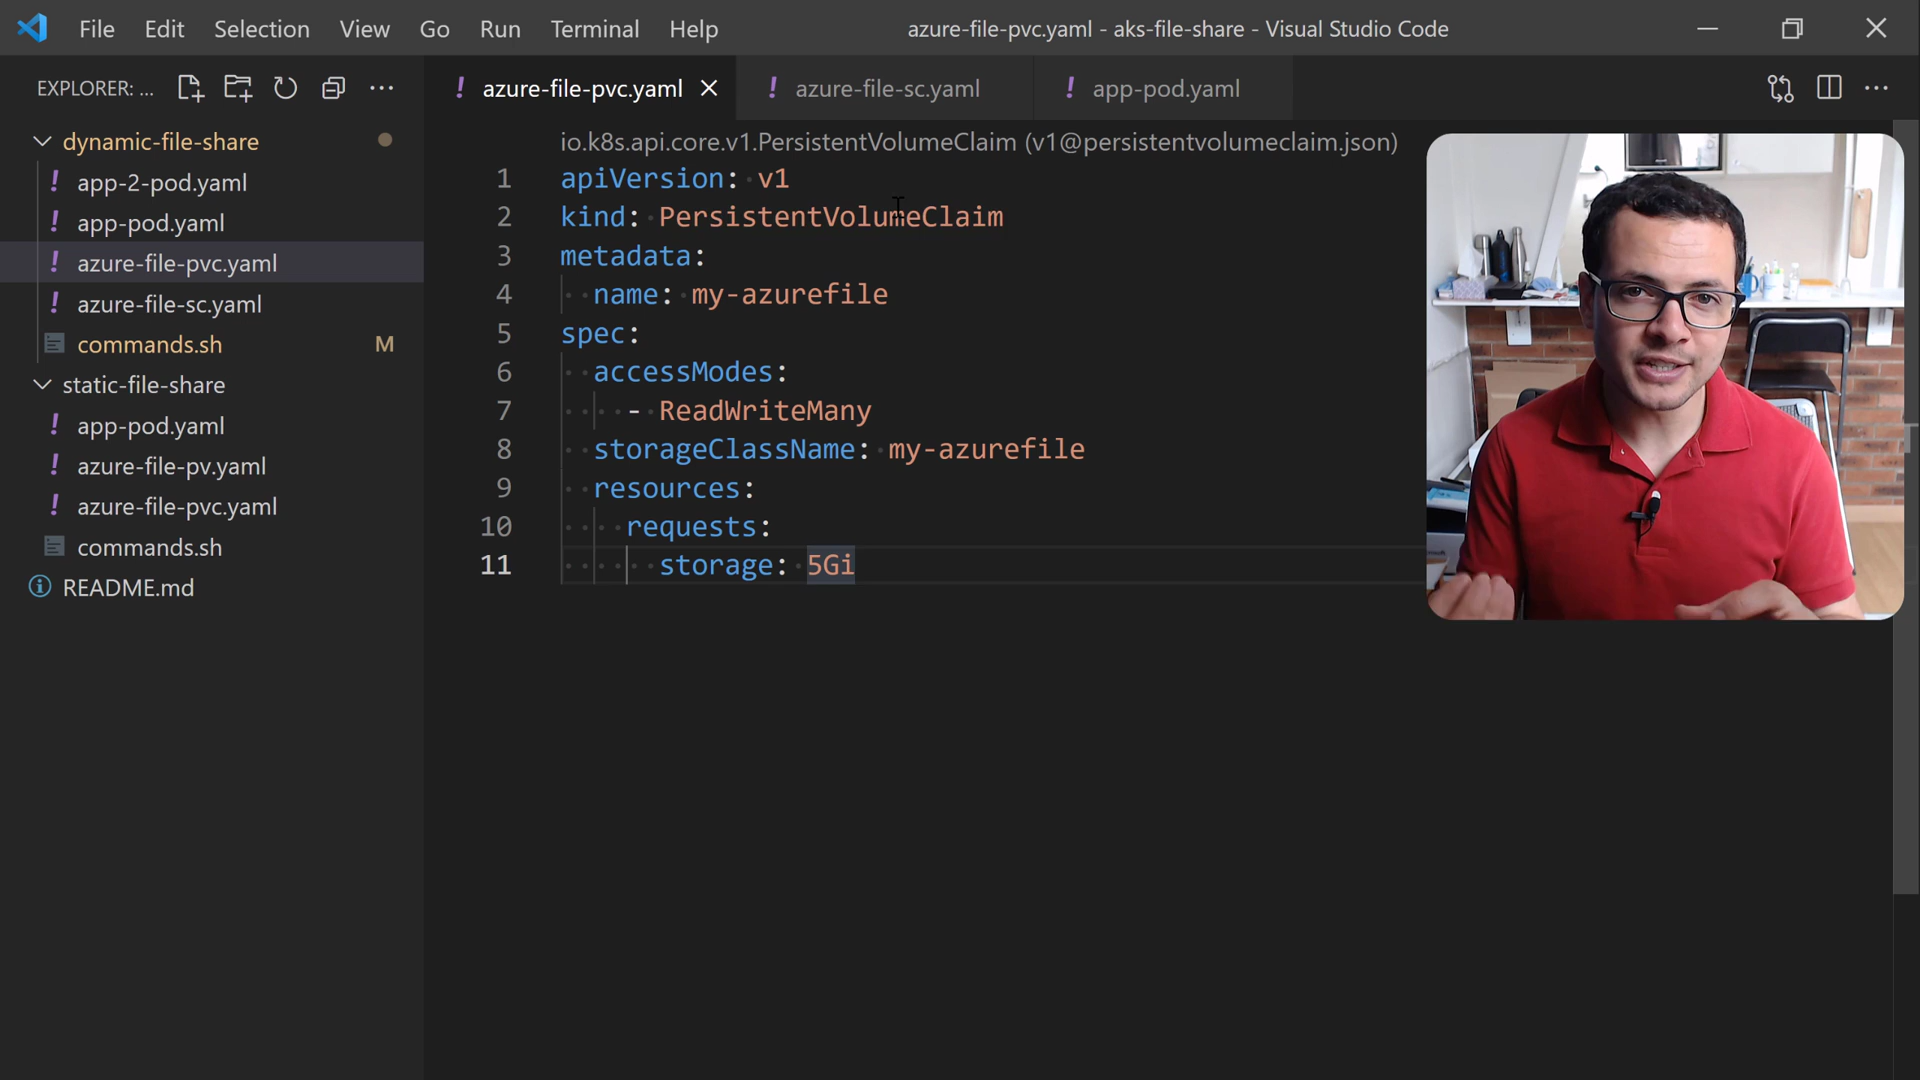 File Edit Selection View Go Run Terminal Help
azure-file-pvc.yaml - aks-file-share - Visual Studio Code
EXPLORER: ...
dynamic-file-share
! app-2-pod.yaml
! app-pod.yaml
! azure-file-pvc.yaml
! azure-file-sc.yaml
commands.sh M
static-file-share
! app-pod.yaml
! azure-file-pv.yaml
! azure-file-pvc.yaml
commands.sh
README.md
! azure-file-pvc.yaml ! azure-file-sc.yaml ! app-pod.yaml
io.k8s.api.core.v1.PersistentVolumeClaim (v1@persistentvolumeclaim.json)
1 apiVersion: v1
2 kind: PersistentVolumeClaim
3 metadata:
4 name: my-azurefile
5 spec:
6 accessModes:
7 - ReadWriteMany
8 storageClassName: my-azurefile
9 resources:
10 requests:
11 storage: 5Gi